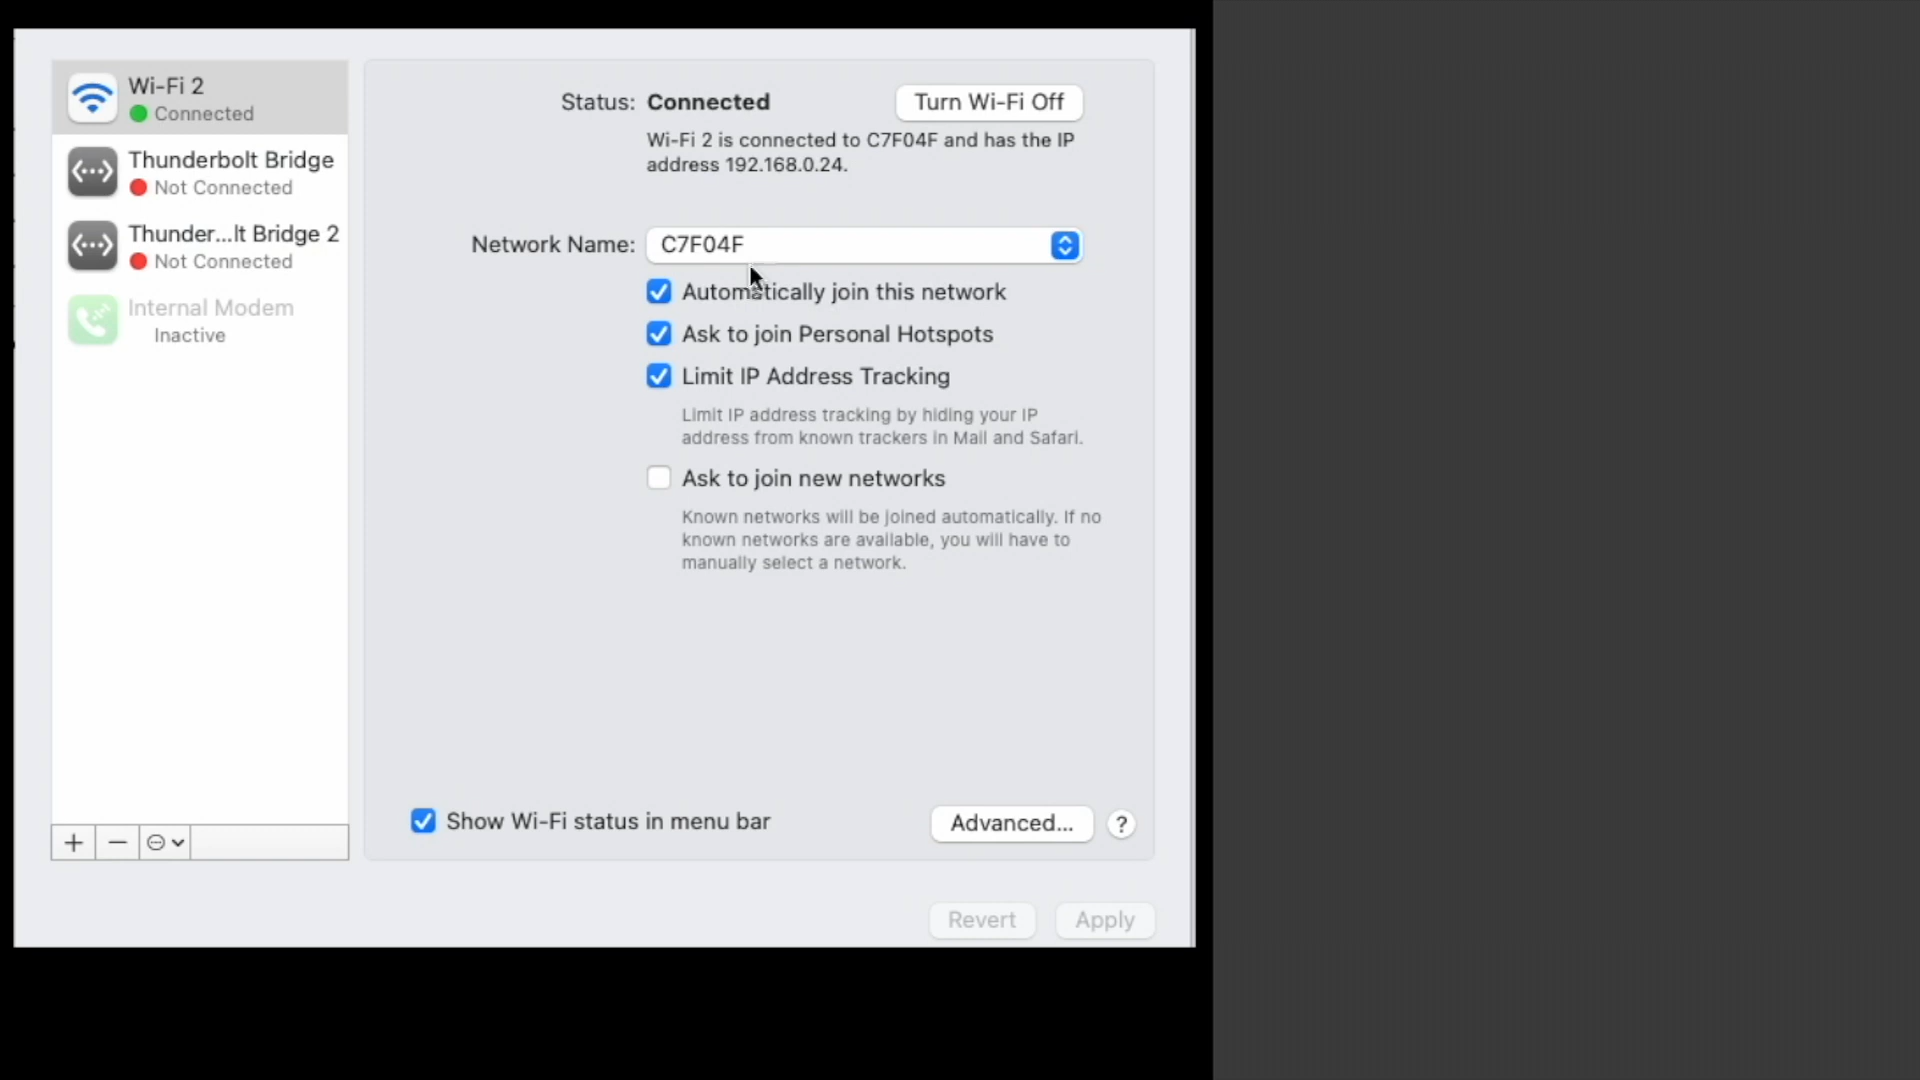 Wi-Fi 2
Connected
Thunderbolt Bridge
Not Connected
Thunder...lt Bridge 2
Not Connected
Internal Modem
Inactive
Status: Connected
Turn Wi-Fi Off
Wi-Fi 2 is connected to C7F04F and has the IP
address 192.168.0.24.
Network Name: C7F04F
Automatically join this network
Ask to join Personal Hotspots
Limit IP Address Tracking
Limit IP address tracking by hiding your IP
address from known trackers in Mail and Safari.
Ask to join new networks
Known networks will be joined automatically. If no
known networks are available, you will have to
manually select a network.
Show Wi-Fi status in menu bar
Advanced...
?
Revert
Apply